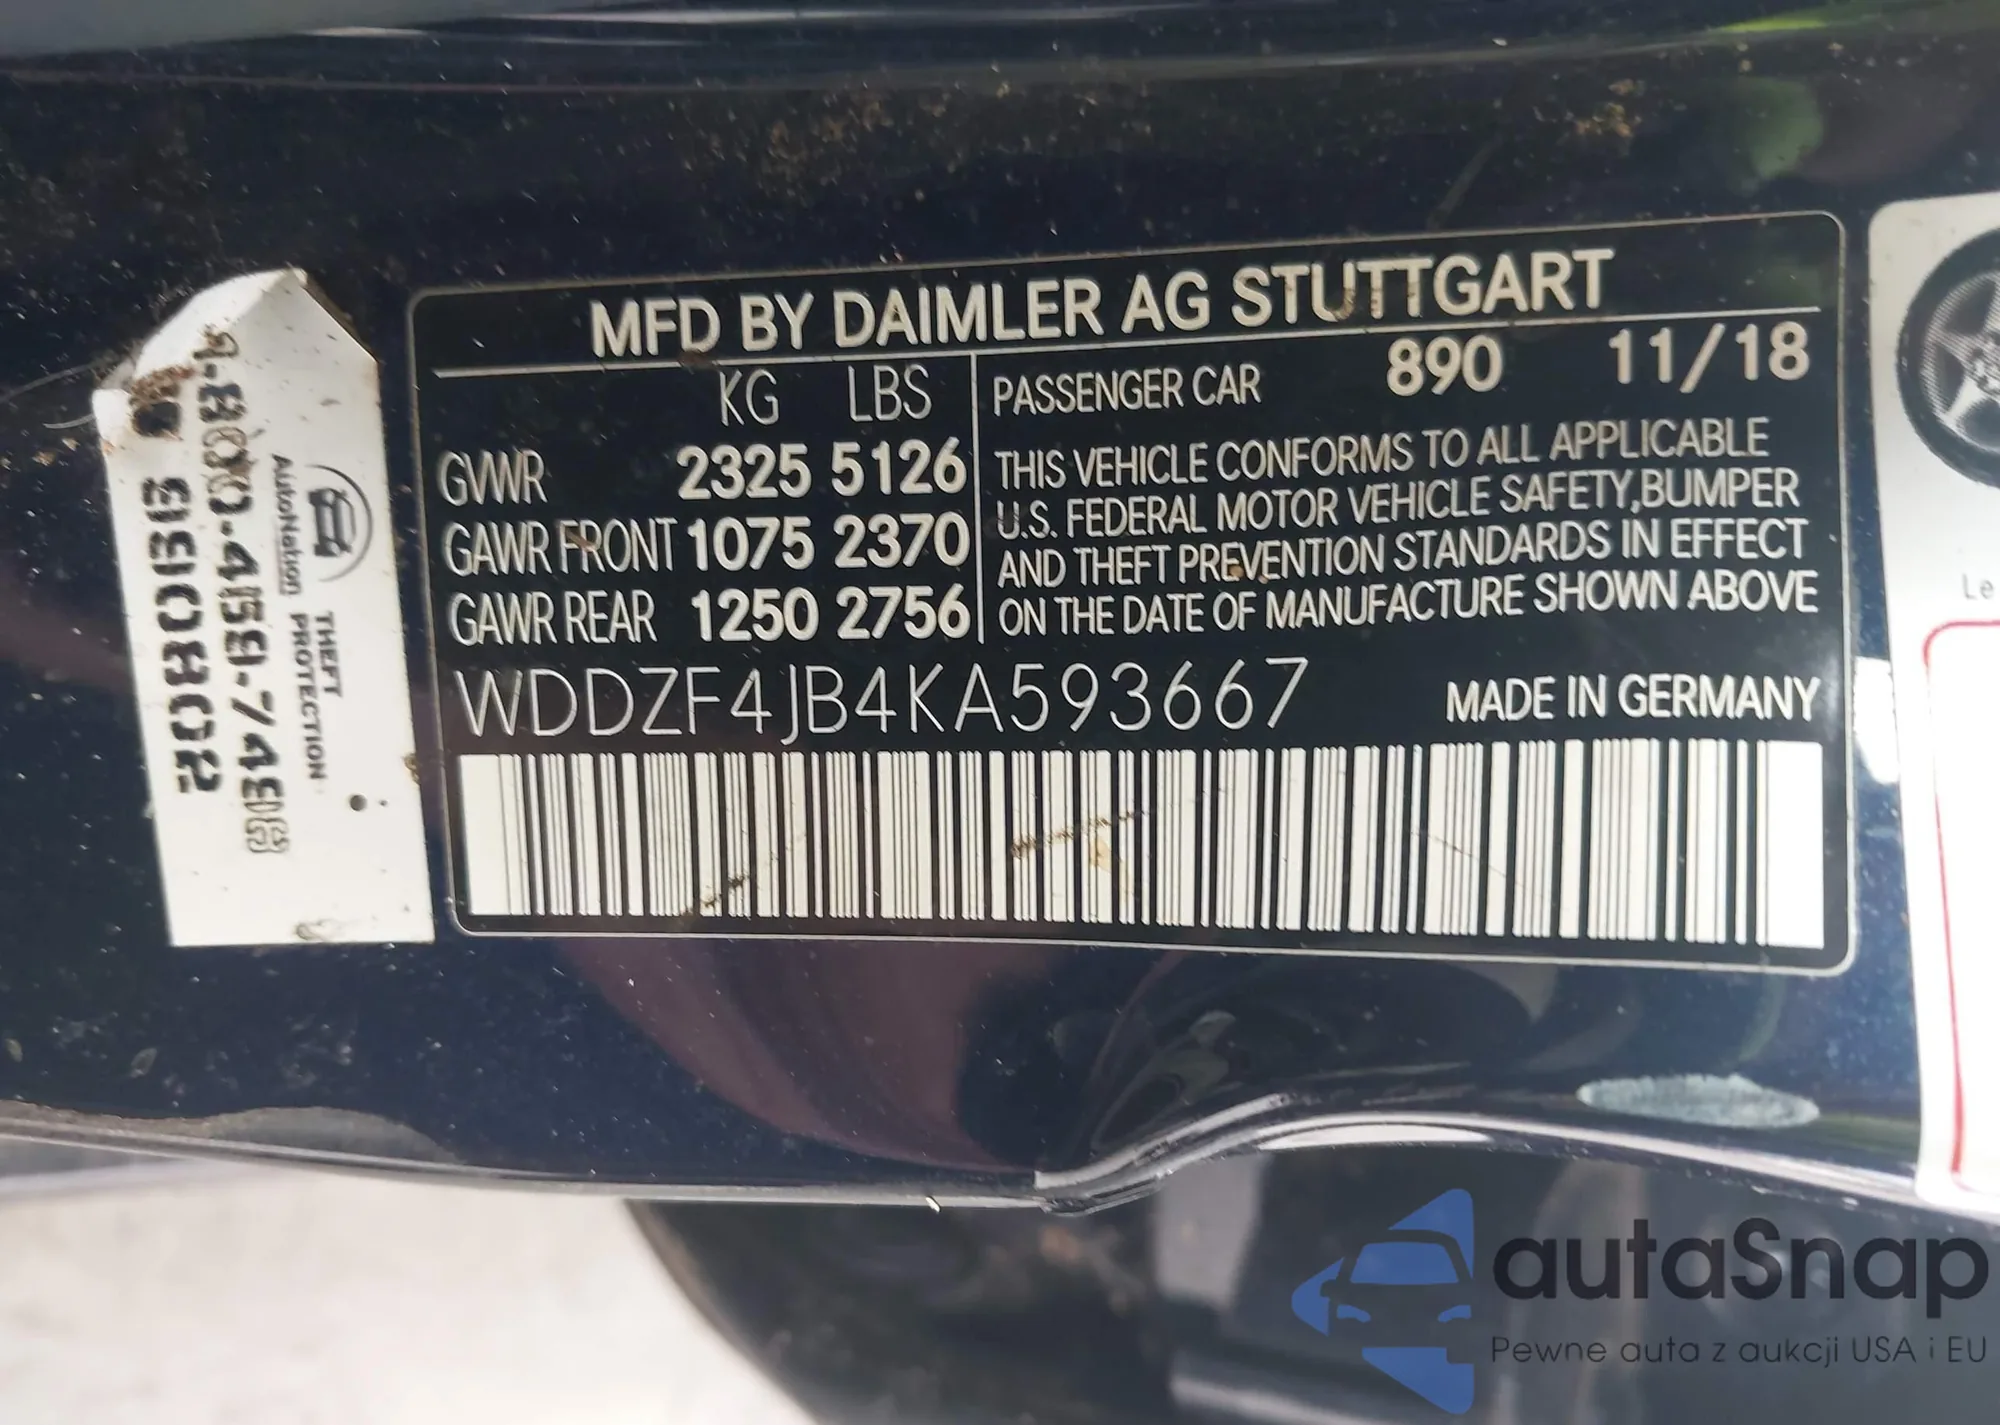 MFD BY DAIMLER AG STUTTGART
KG LBS
GVWR 2325 5126
GAWR FRONT 1075 2370
GAWR REAR 1250 2756
PASSENGER CAR 890 11/18
THIS VEHICLE CONFORMS TO ALL APPLICABLE
U.S. FEDERAL MOTOR VEHICLE SAFETY,BUMPER
AND THEFT PREVENTION STANDARDS IN EFFECT
ON THE DATE OF MANUFACTURE SHOWN ABOVE
WDDZF4JB4KA593667 MADE IN GERMANY
AutoNation
THEFT
PROTECTION
Le
autaSnap
Pewne auta z aukcji USA i EU